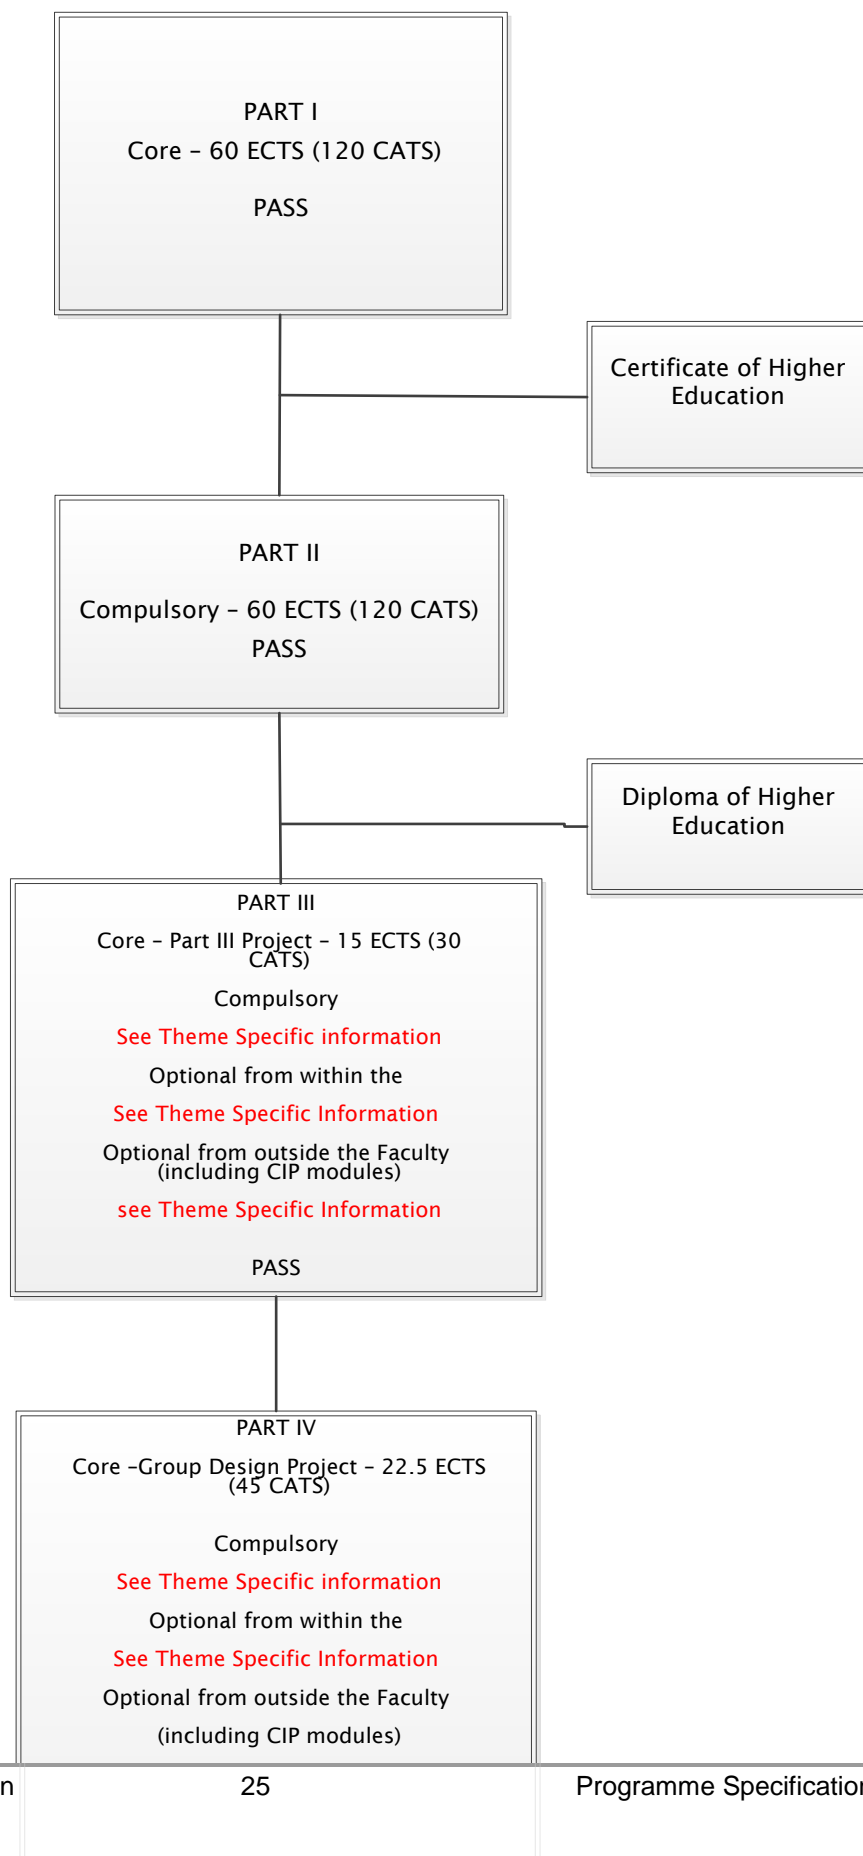 PART I
Core – 60 ECTS (120 CATS)
PASS
Certificate of Higher
Education
PART II
Compulsory – 60 ECTS (120 CATS)
PASS
Diploma of Higher
Education
PART III
Core – Part III Project – 15 ECTS (30
CATS)
Compulsory
See Theme Specific information
Optional from within the
See Theme Specific Information
Optional from outside the Faculty
(including CIP modules)
see Theme Specific Information
PASS
PART IV
Core –Group Design Project – 22.5 ECTS
(45 CATS)
Compulsory
See Theme Specific information
Optional from within the
See Theme Specific Information
Optional from outside the Faculty
(including CIP modules)
n 25 Programme Specification